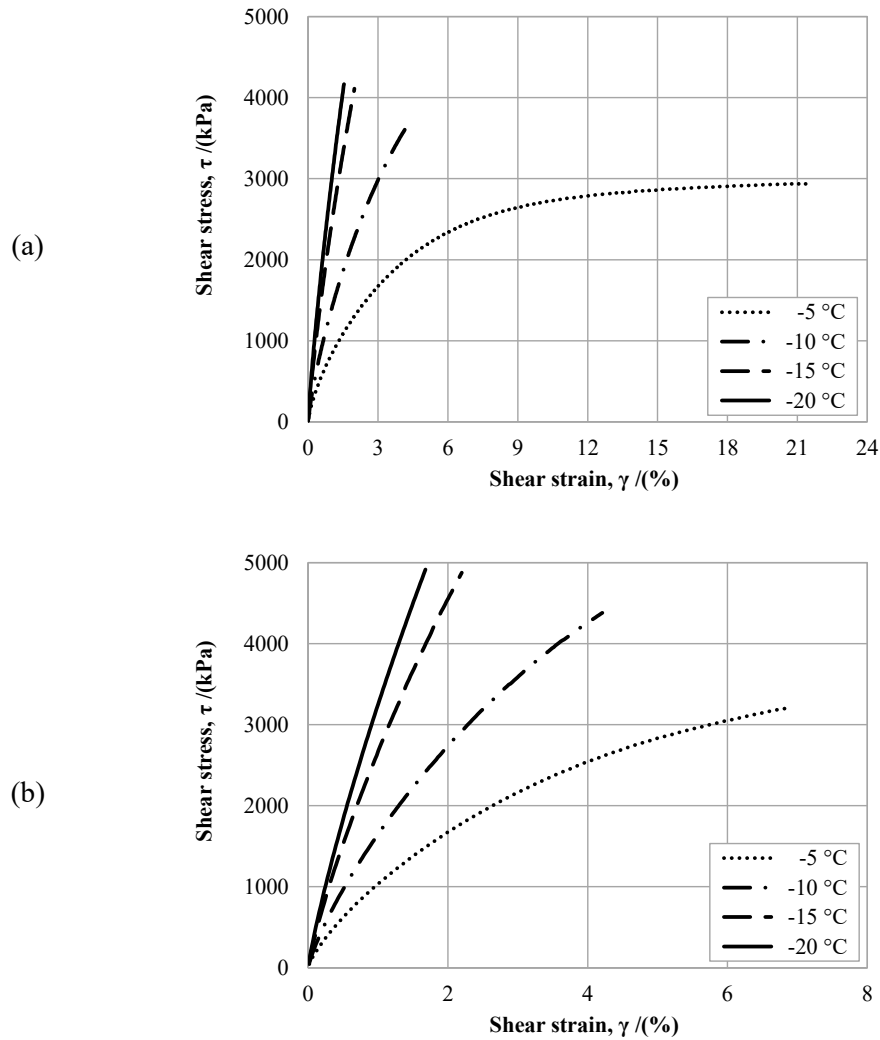 (a)
Shear stress, τ /(kPa)
5000
4000
3000
2000
1000
0
-5 °C
-10 °C
-15 °C
-20 °C
0 3 6 9 12 15 18 21 24
Shear strain, γ /(%)
(b)
Shear stress, τ /(kPa)
5000
4000
3000
2000
1000
0
-5 °C
-10 °C
-15 °C
-20 °C
0 2 4 6 8
Shear strain, γ /(%)